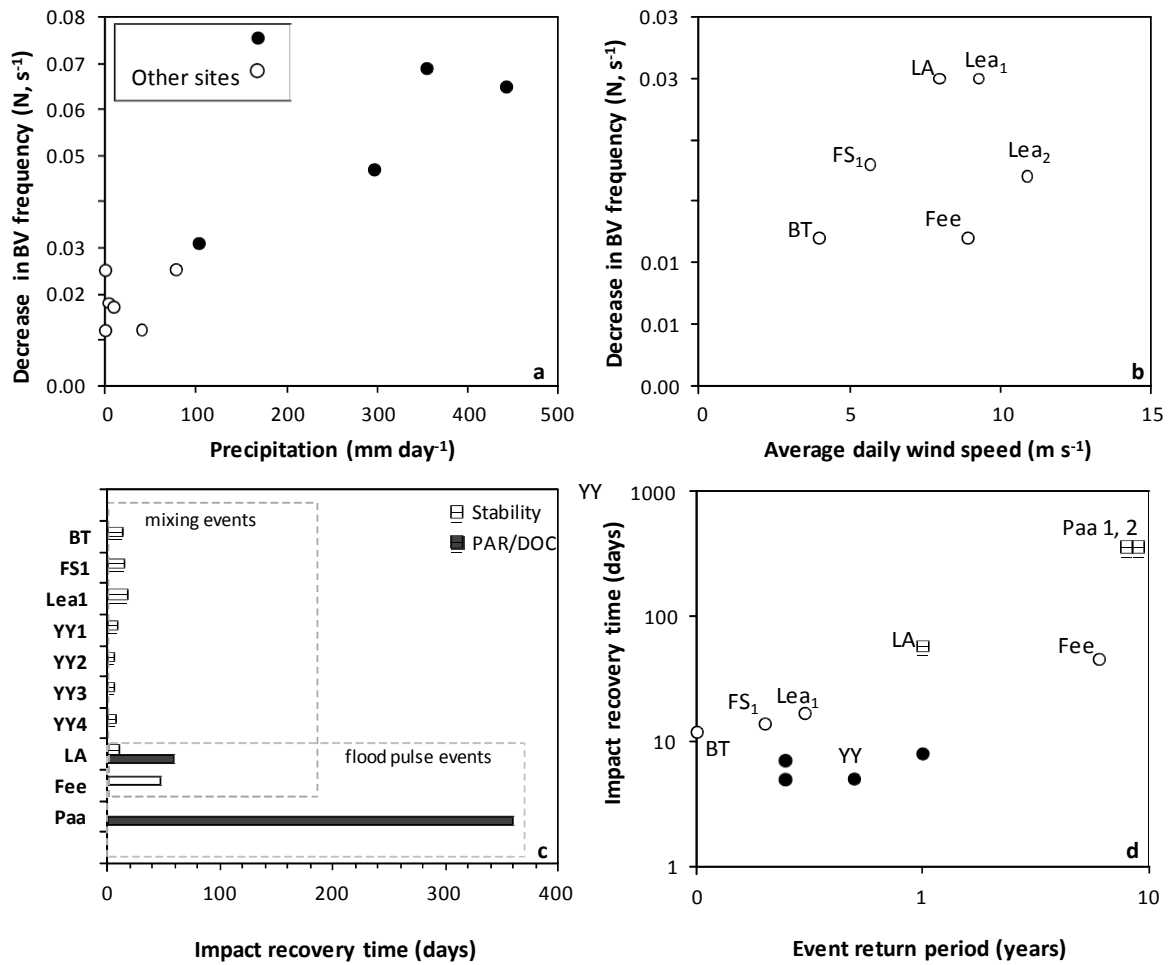 Decrease in BV frequency (N, s⁻¹)
0.08
0.07
0.06
0.05
0.03
0.02
0.00
Other sites
0
100
200
300
400
500
a
Precipitation (mm day⁻¹)
Decrease in BV frequency (N, s⁻¹)
0.03
0.03
0.01
0.01
0.00
LA
Lea₁
FS₁
Lea₂
BT
Fee
0
5
10
15
b
Average daily wind speed (m s⁻¹)
mixing events
Stability
PAR/DOC
BT
FS1
Lea1
YY1
YY2
YY3
YY4
LA
flood pulse events
Fee
Paa
c
0
200
400
Impact recovery time (days)
YY
Impact recovery time (days)
1000
100
10
1
Paa 1, 2
LA
Fee
FS₁
Lea₁
BT
YY
d
0
1
10
Event return period (years)